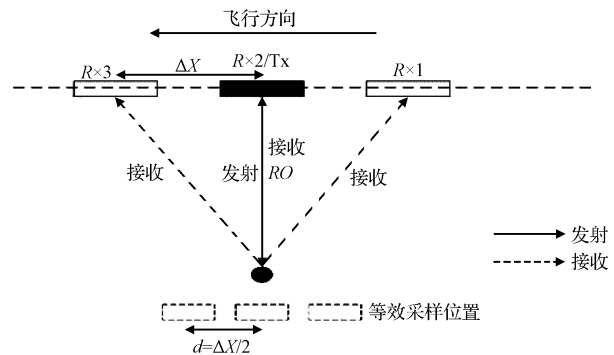 飞行方向
R×3
ΔX
R×2/Tx
R×1
接收
发射
接收
RO
接收
发射
接收
等效采样位置
d=ΔX/2